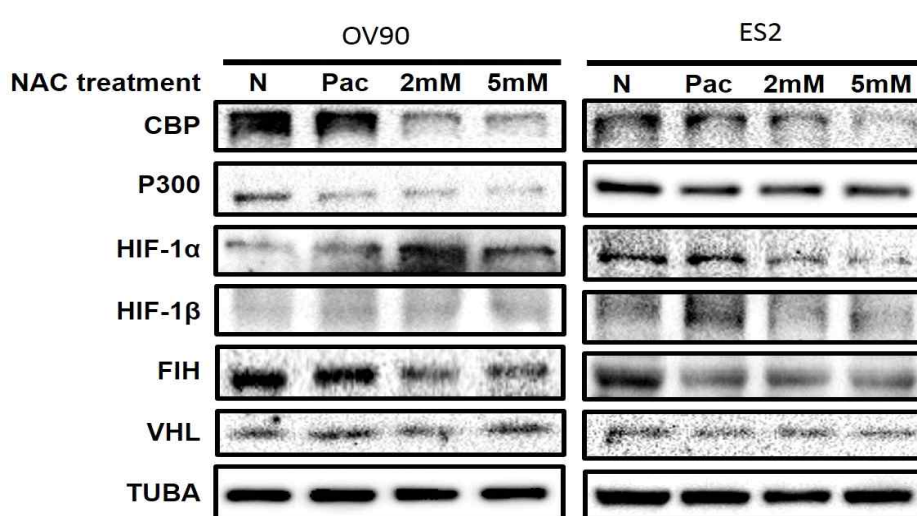 OV90 ES2
NAC treatment N Pac 2mM 5mM N Pac 2mM 5mM
CBP
P300
HIF-1α
HIF-1β
FIH
VHL
TUBA